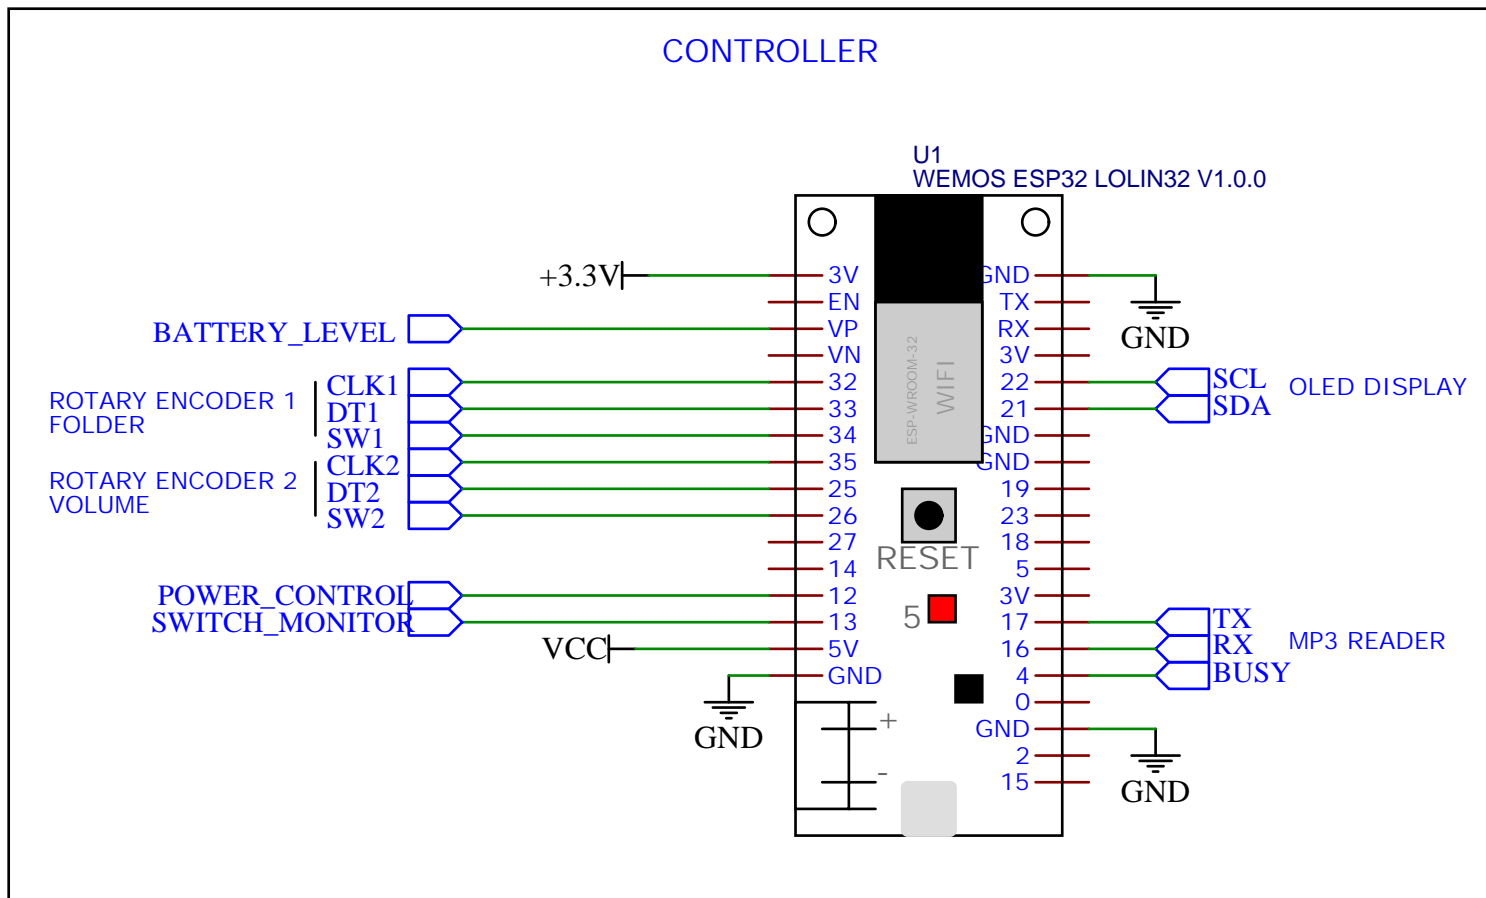 CONTROLLER
U1
WEMOS ESP32 LOLIN32 V1.0.0
+3.3V
BATTERY_LEVEL
ROTARY ENCODER 1
FOLDER
CLK1
DT1
SW1
ROTARY ENCODER 2
VOLUME
CLK2
DT2
SW2
POWER_CONTROL
SWITCH_MONITOR
VCC
GND
3V
EN
VP
VN
32
33
34
35
25
26
27
14
12
13
5V
GND
+
-
ESP-WROOM-32
WIFI
RESET
5
GND
TX
RX
3V
22
21
GND
GND
19
23
18
5
3V
17
16
4
0
GND
2
15
GND
SCL
SDA
OLED DISPLAY
TX
RX
BUSY
MP3 READER
GND